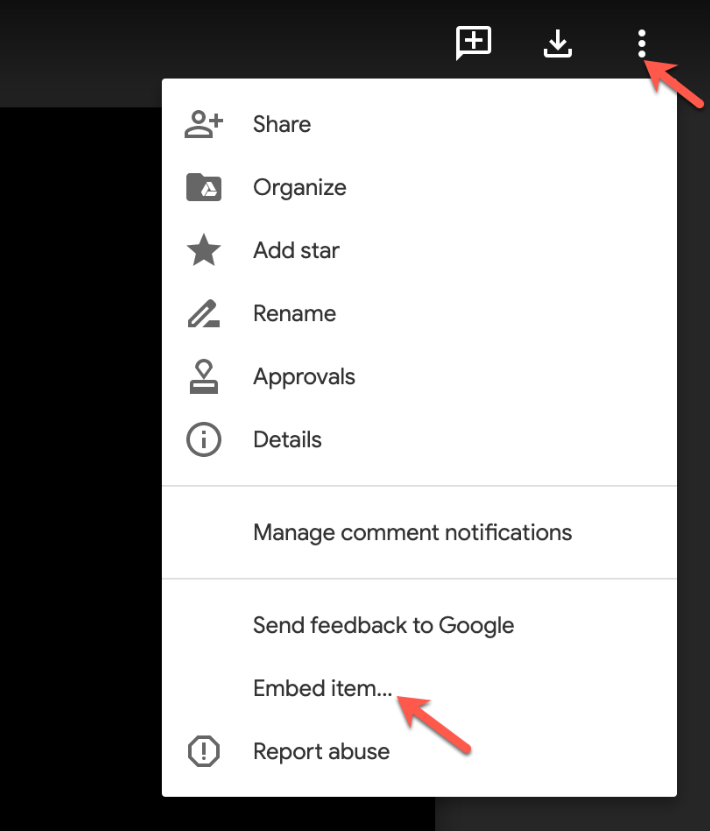 Share
Organize
Add star
Rename
Approvals
Details
Manage comment notifications
Send feedback to Google
Embed item...
Report abuse